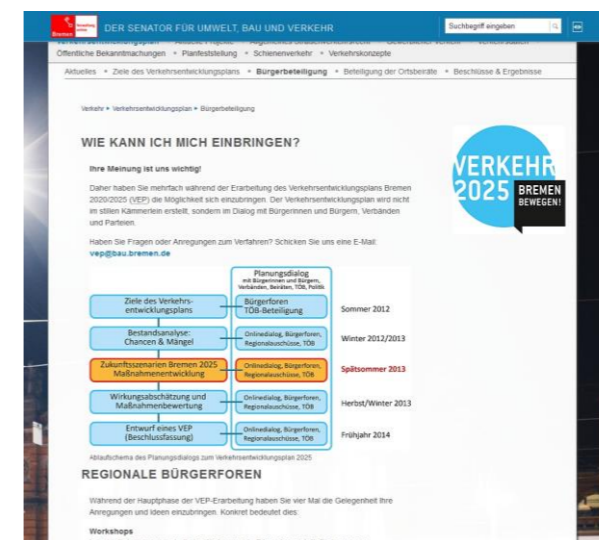 Bremen
DER SENATOR FÜR UMWELT, BAU UND VERKEHR
Suchbegriff eingeben
Öffentliche Bekanntmachungen • Planfeststellung • Schienenverkehr • Verkehrskonzepte
Aktuelles • Ziele des Verkehrsentwicklungsplans • Bürgerbeteiligung • Beteiligung der Ortsbeiräte • Beschlüsse & Ergebnisse
Verkehr • Verkehrsentwicklungsplan • Bürgerbeteiligung
WIE KANN ICH MICH EINBRINGEN?
Ihre Meinung ist uns wichtig!
Daher haben Sie mehrfach während der Erarbeitung des Verkehrsentwicklungsplans Bremen
2020/2025 (VEP) die Möglichkeit sich einzubringen. Der Verkehrsentwicklungsplan wird nicht
im stillen Kämmerlein erstellt, sondern im Dialog mit Bürgerinnen und Bürgern, Verbänden
und Parteien.
Haben Sie Fragen oder Anregungen zum Verfahren? Schicken Sie uns eine E-Mail:
vep@bau.bremen.de
VERKEHR
2025 BREMEN
BEWEGEN!
Planungsdialog
mit Bürgerinnen und Bürgern,
Verbänden, Beiräten, TÖB, Politik
Ziele des Verkehrs-
entwicklungsplans
Bürgerforen
TÖB-Beteiligung
Sommer 2012
Bestandsanalyse:
Chancen & Mängel
Onlinedialog, Bürgerforen,
Regionalauschüsse, TÖB
Winter 2012/2013
Zukunftsszenarien Bremen 2025
Maßnahmenentwicklung
Onlinedialog, Bürgerforen,
Regionalauschüsse, TÖB
Spätsommer 2013
Wirkungsabschätzung und
Maßnahmenbewertung
Onlinedialog, Bürgerforen,
Regionalauschüsse, TÖB
Herbst/Winter 2013
Entwurf eines VEP
(Beschlussfassung)
Onlinedialog, Bürgerforen,
Regionalauschüsse, TÖB
Frühjahr 2014
Ablaufschema des Planungsdialogs zum Verkehrsentwicklungsplan 2025
REGIONALE BÜRGERFOREN
Während der Hauptphase der VEP-Erarbeitung haben Sie vier Mal die Gelegenheit Ihre
Anregungen und Ideen einzubringen. Konkret bedeutet dies:
Workshops